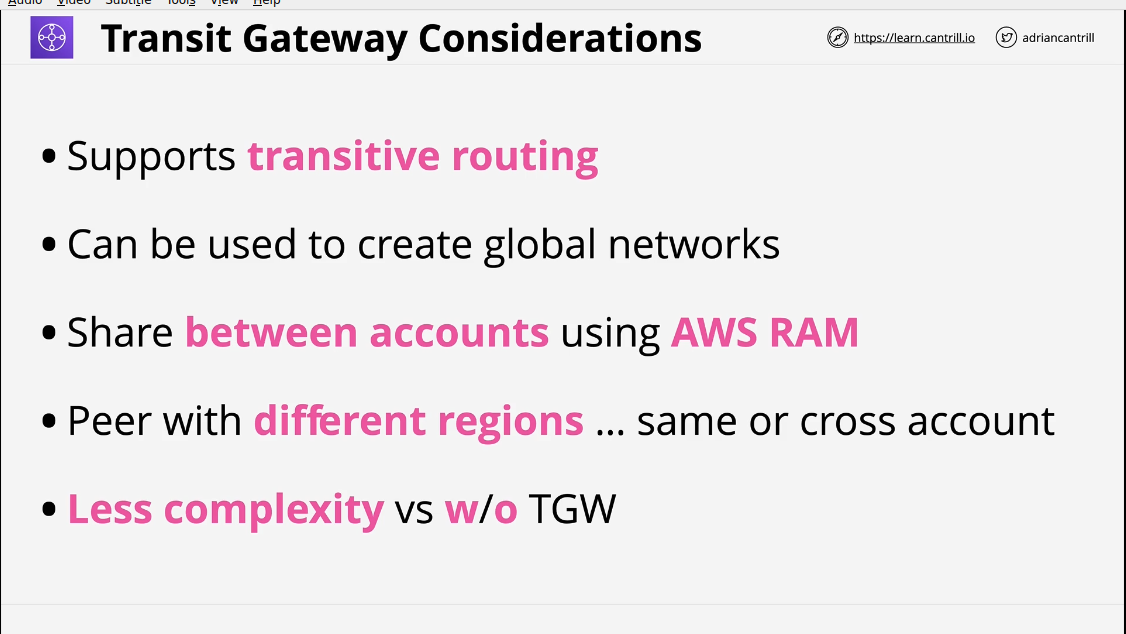 Audio Video Subtitle Tools View Help
Transit Gateway Considerations https://learn.cantrill.io adriancantrill
• Supports transitive routing
• Can be used to create global networks
• Share between accounts using AWS RAM
• Peer with different regions ... same or cross account
• Less complexity vs w/o TGW